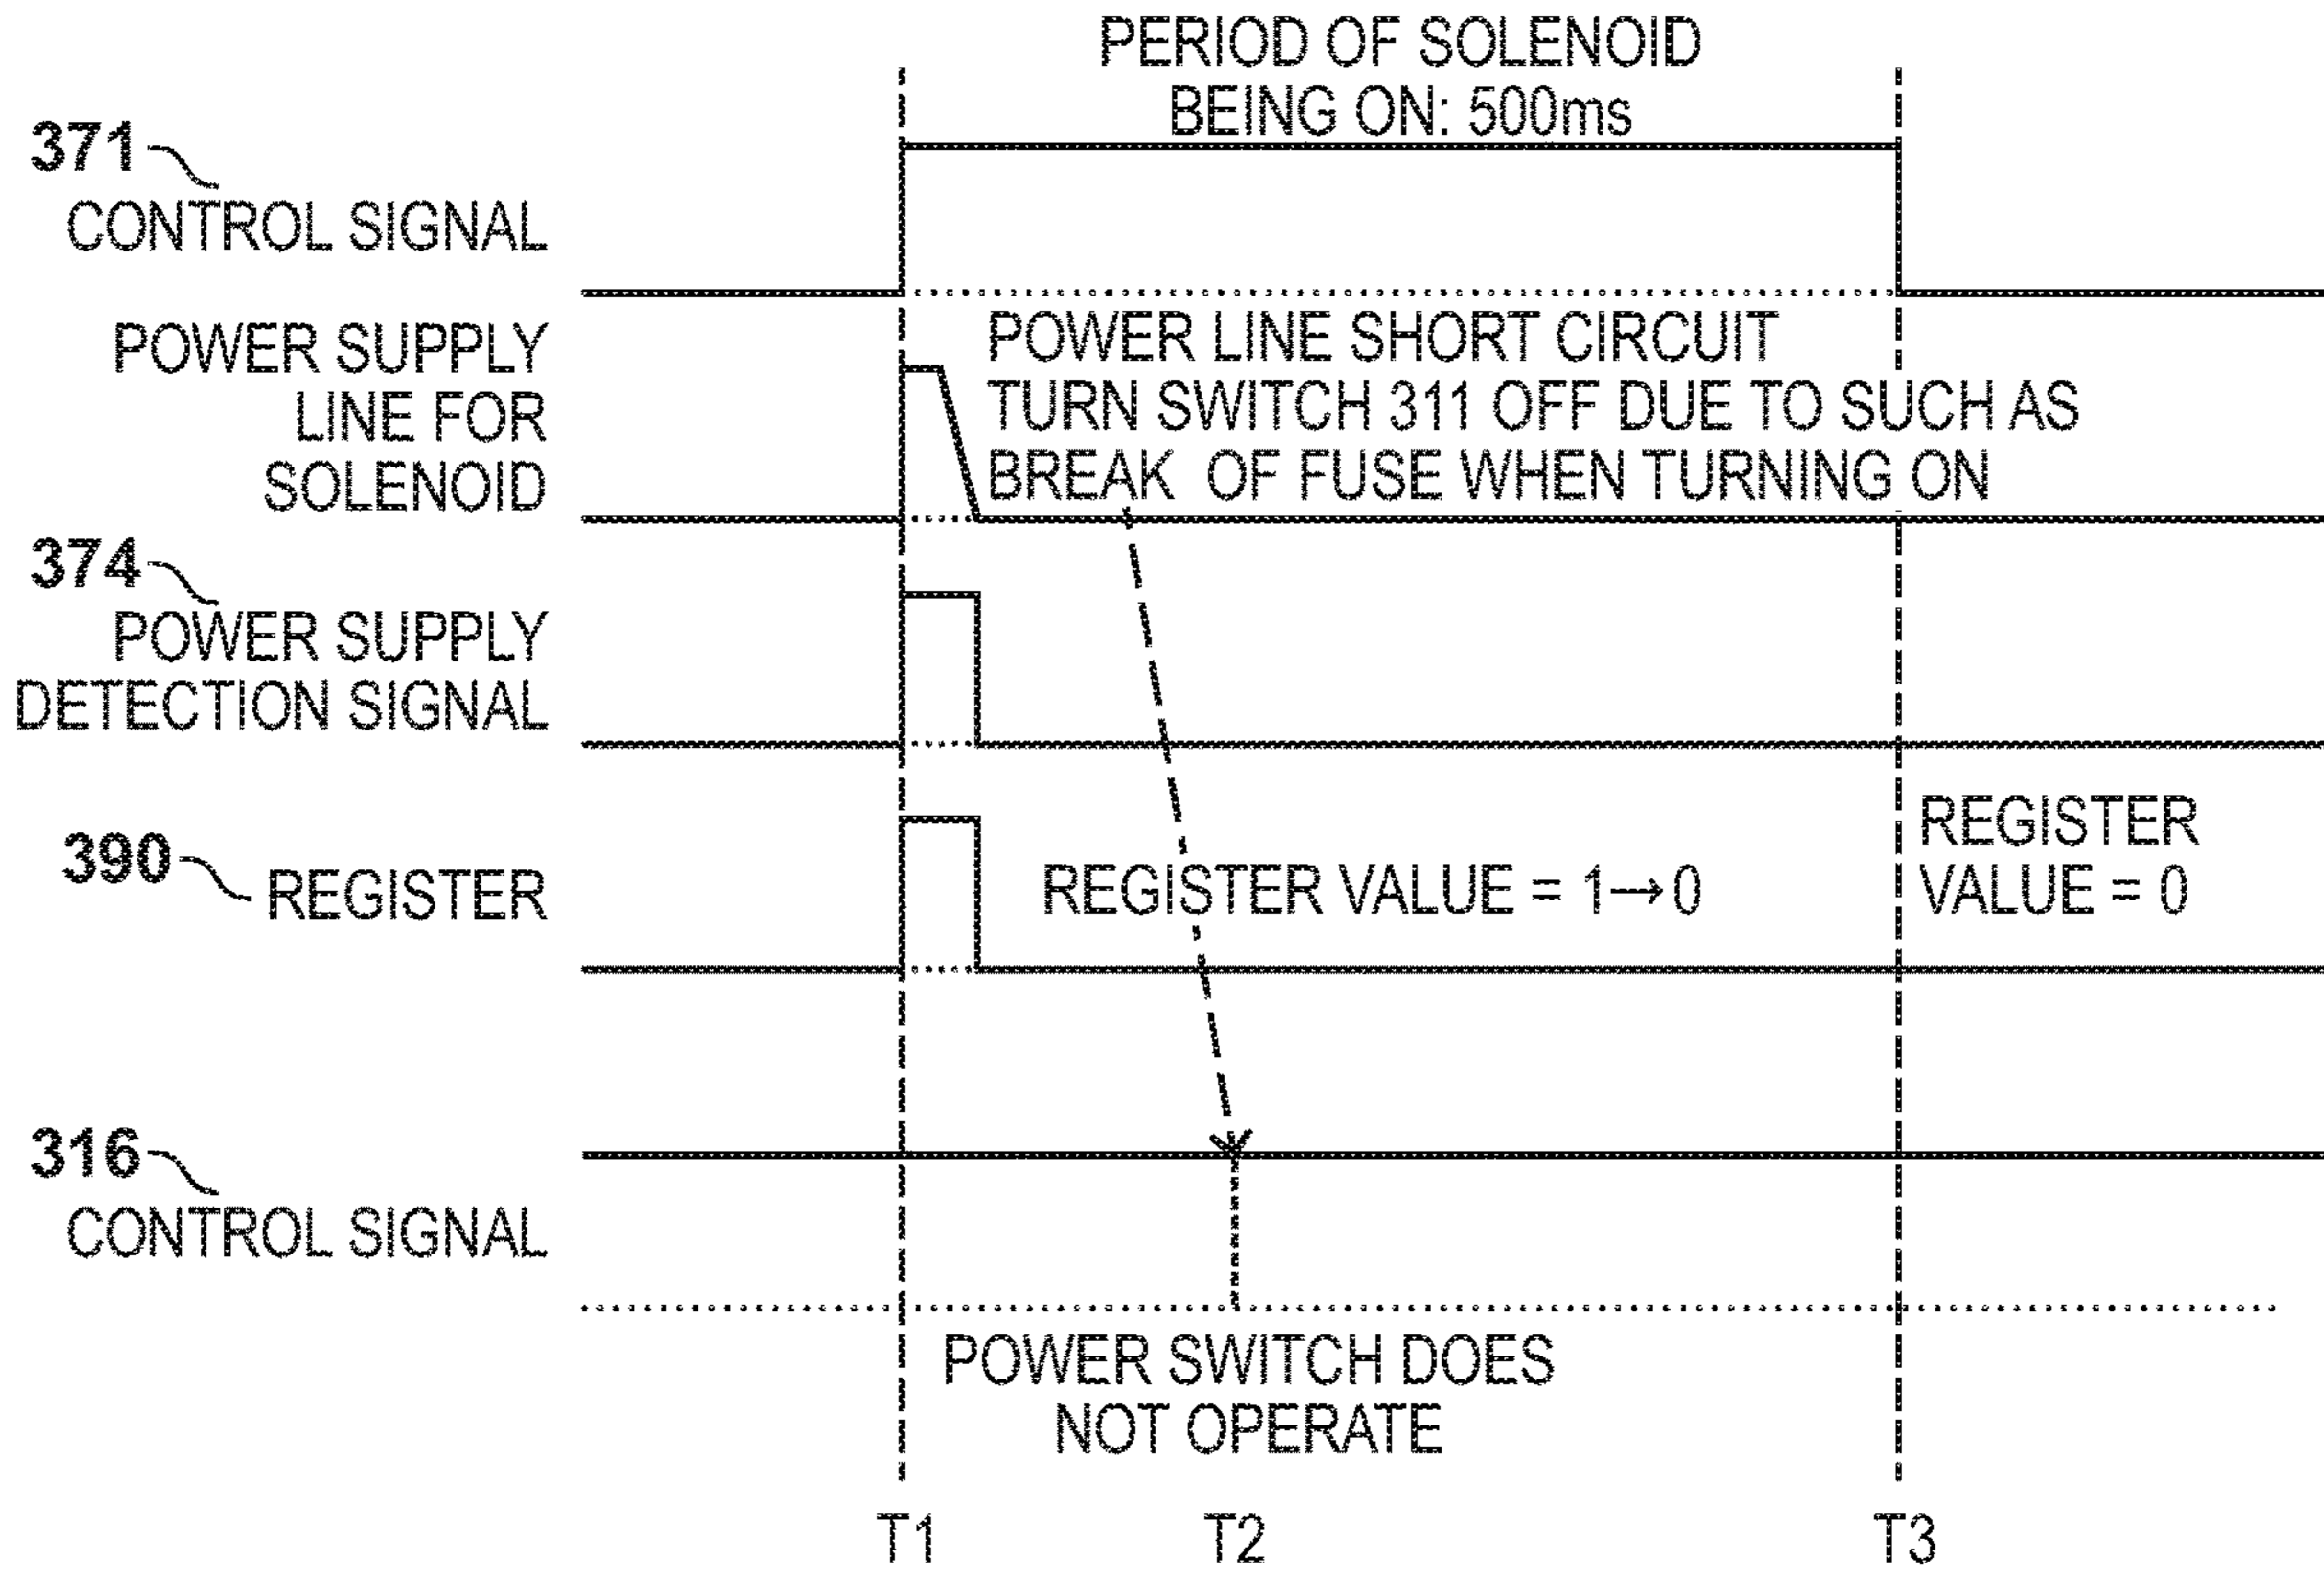 PERIOD OF SOLENOID
BEING ON: 500ms
371
CONTROL SIGNAL
POWER SUPPLY
LINE FOR
SOLENOID
POWER LINE SHORT CIRCUIT
TURN SWITCH 311 OFF DUE TO SUCH AS
BREAK OF FUSE WHEN TURNING ON
374
POWER SUPPLY
DETECTION SIGNAL
390
REGISTER
REGISTER VALUE = 1→0
REGISTER
VALUE = 0
316
CONTROL SIGNAL
POWER SWITCH DOES
NOT OPERATE
T1
T2
T3